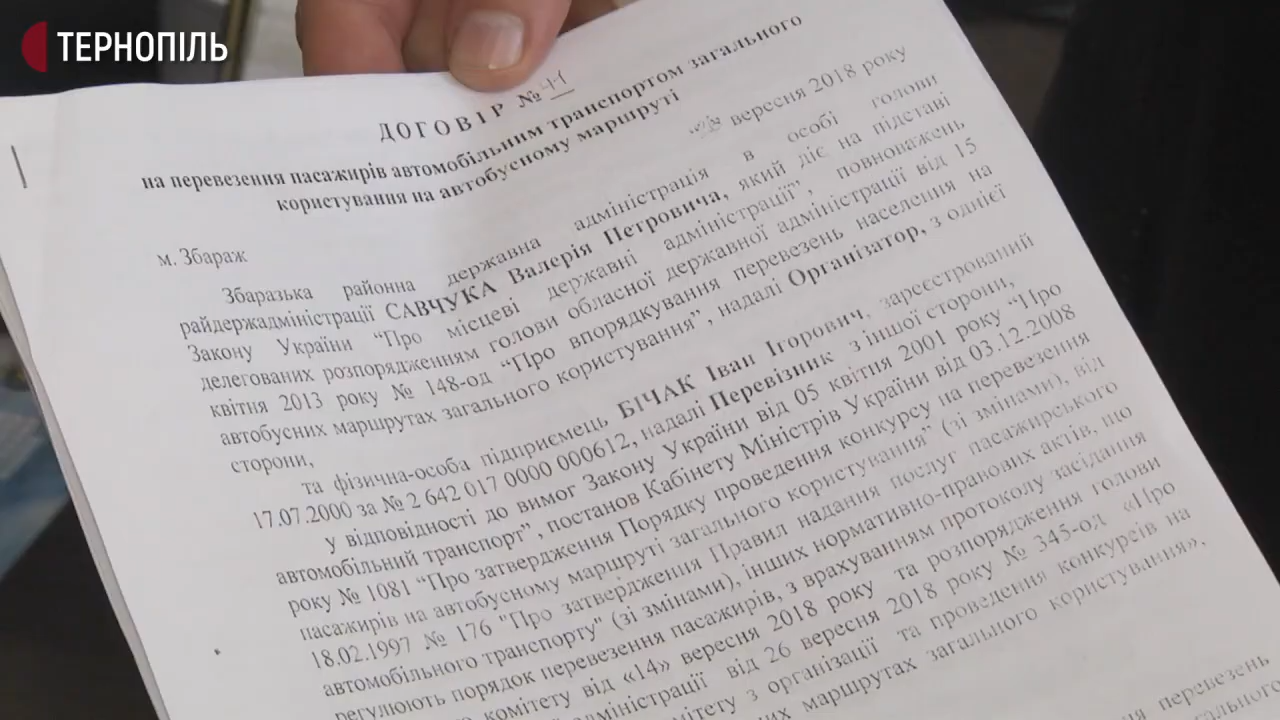 ТЕРНОПІЛЬ
ДОГОВІР №
на перевезення пасажирів автомобільним транспортом загального
користування на автобусному маршруті
м. Збараж
вересня 2018 року
Збаразька районна державна адміністрація в особі голови
райдержадміністрації САВЧУКА Валерія Петровича, який діє на підставі
Закону України “Про місцеві державні адміністрації”, повноважень
делегованих розпорядженням голови обласної державної адміністрації від 15
квітня 2013 року № 148-од “Про впорядкування перевезень населення на
автобусних маршрутах загального користування”, надалі Організатор, з однієї
сторони,
та фізична-особа підприємець БІЧАК Іван Ігорович, зареєстрований
17.07.2000 за № 2 642 017 0000 000612, надалі Перевізник з іншої сторони,
у відповідності до вимог Закону України від 05 квітня 2001 року “Про
автомобільний транспорт”, постанов Кабінету Міністрів України від 03.12.2008
року № 1081 “Про затвердження Порядку проведення конкурсу на перевезення
пасажирів на автобусному маршруті загального користування” (зі змінами), від
18.02.1997 № 176 "Про затвердження Правил надання послуг пасажирського
автомобільного транспорту" (зі змінами), інших нормативно-правових актів, що
регулюють порядок перевезення пасажирів, з врахуванням протоколу засідання
комітету від «14» вересня 2018 року та розпорядження голови
адміністрації від 26 вересня 2018 року № 345-од «Про
комітету з організації та проведення конкурсів на
маршрутах загального користування»,
перевезень